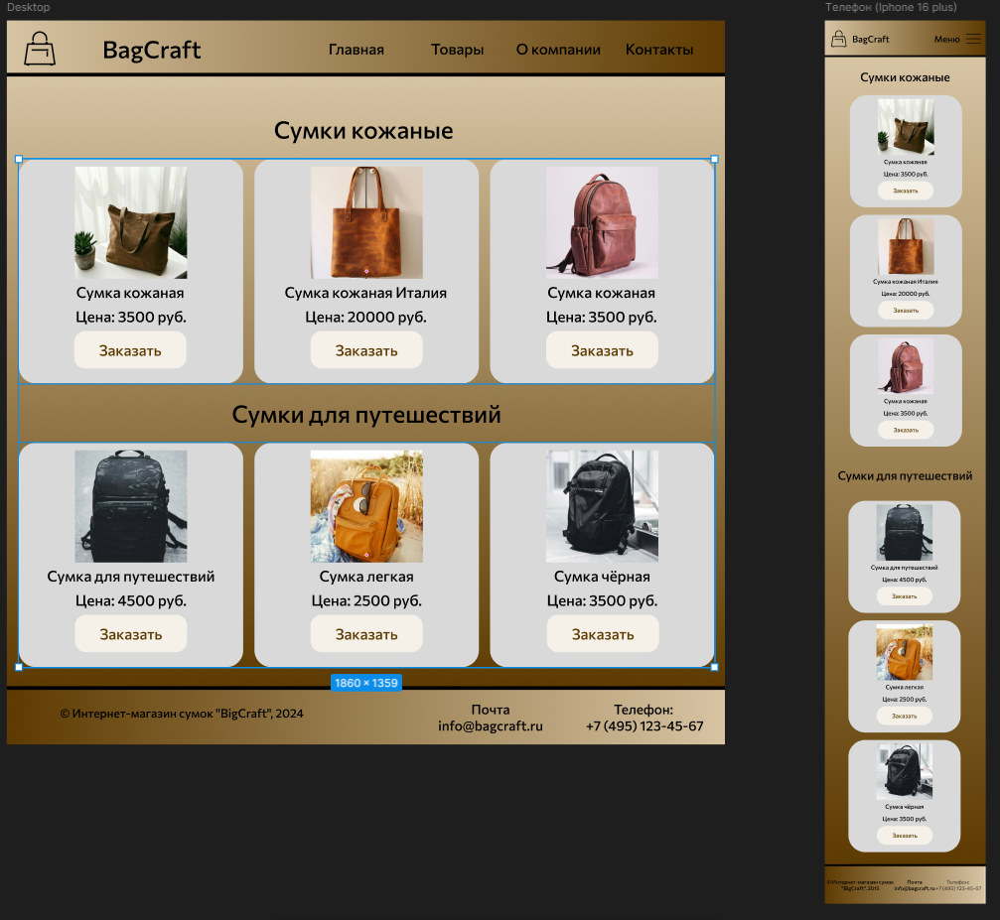 Desktop
BagCraft
Главная Товары О компании Контакты
Сумки кожаные
Сумка кожаная
Цена: 3500 руб.
Заказать
Сумка кожаная Италия
Цена: 20000 руб.
Заказать
Сумка кожаная
Цена: 3500 руб.
Заказать
Сумки для путешествий
Сумка для путешествий
Цена: 4500 руб.
Заказать
Сумка легкая
Цена: 2500 руб.
Заказать
Сумка чёрная
Цена: 3500 руб.
Заказать
1860 × 1359
© Интернет-магазин сумок "BigCraft", 2024
Почта
info@bagcraft.ru
Телефон:
+7 (495) 123-45-67
Телефон (Iphone 16 plus)
BagCraft
Меню
Сумки кожаные
Сумка кожаная
Цена: 3500 руб.
Заказать
Сумка кожаная Италия
Цена: 20000 руб.
Заказать
Сумка кожаная
Цена: 3500 руб.
Заказать
Сумки для путешествий
Сумка для путешествий
Цена: 4500 руб.
Заказать
Сумка легкая
Цена: 2500 руб.
Заказать
Сумка чёрная
Цена: 3500 руб.
Заказать
© Интернет-магазин сумок
"BigCraft", 2015
Почта
info@bagcraft.ru
Телефон:
+7 (495) 123-45-67